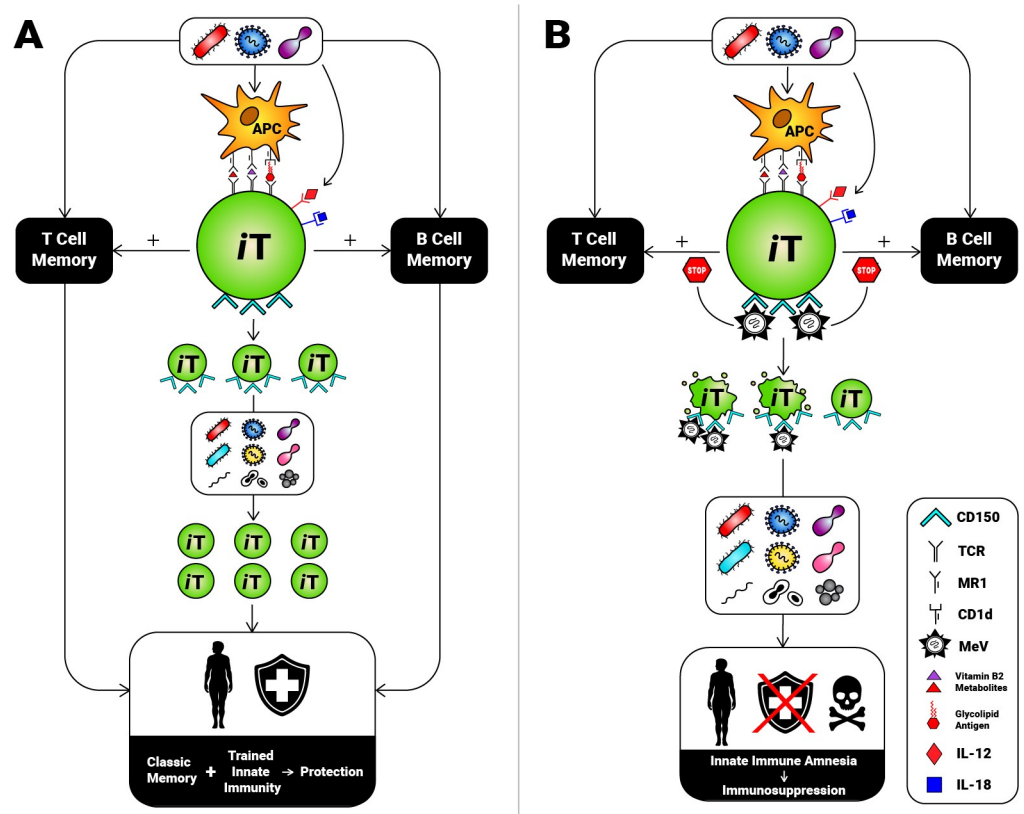 A
APC
iT
T Cell
Memory
+
+
B Cell
Memory
iT
iT
iT
iT
iT
iT
iT
iT
iT
Classic
Memory
+
Trained
Innate
Immunity
→ Protection
B
APC
iT
T Cell
Memory
+
+
B Cell
Memory
STOP
STOP
iT
iT
iT
Innate Immune Amnesia
↓
Immunosuppression
CD150
TCR
MR1
CD1d
MeV
Vitamin B2
Metabolites
Glycolipid
Antigen
IL-12
IL-18